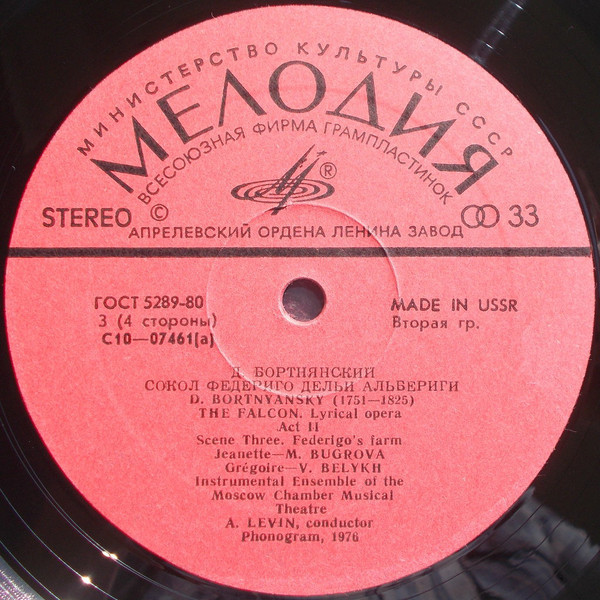 МИНИСТЕРСТВО КУЛЬТУРЫ СССР
МЕЛОДИЯ
ВСЕСОЮЗНАЯ ФИРМА ГРАМПЛАСТИНОК
®
STEREO ©
33
АПРЕЛЕВСКИЙ ОРДЕНА ЛЕНИНА ЗАВОД
ГОСТ 5289-80
3 (4 стороны)
С10—07461(а)
MADE IN USSR
Вторая гр.
Д. БОРТНЯНСКИЙ
СОКОЛ ФЕДЕРИГО ДЕЛЬИ АЛЬБЕРИГИ
D. BORTNYANSKY (1751—1825)
THE FALCON. Lyrical opera
Act II
Scene Three. Federigo's farm
Jeanette—M. BUGROVA
Grégoire—V. BELYKH
Instrumental Ensemble of the
Moscow Chamber Musical
Theatre
A. LEVIN, conductor
Phonogram, 1976